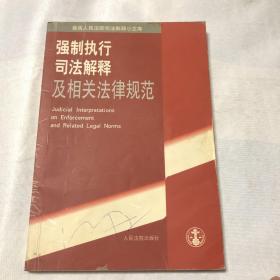 最高人民法院司法解释小文库
强制执行
司法解释
及相关法律规范
Judicial Interpretations
on Enforcement
and Related Legal Norms
人民法院出版社